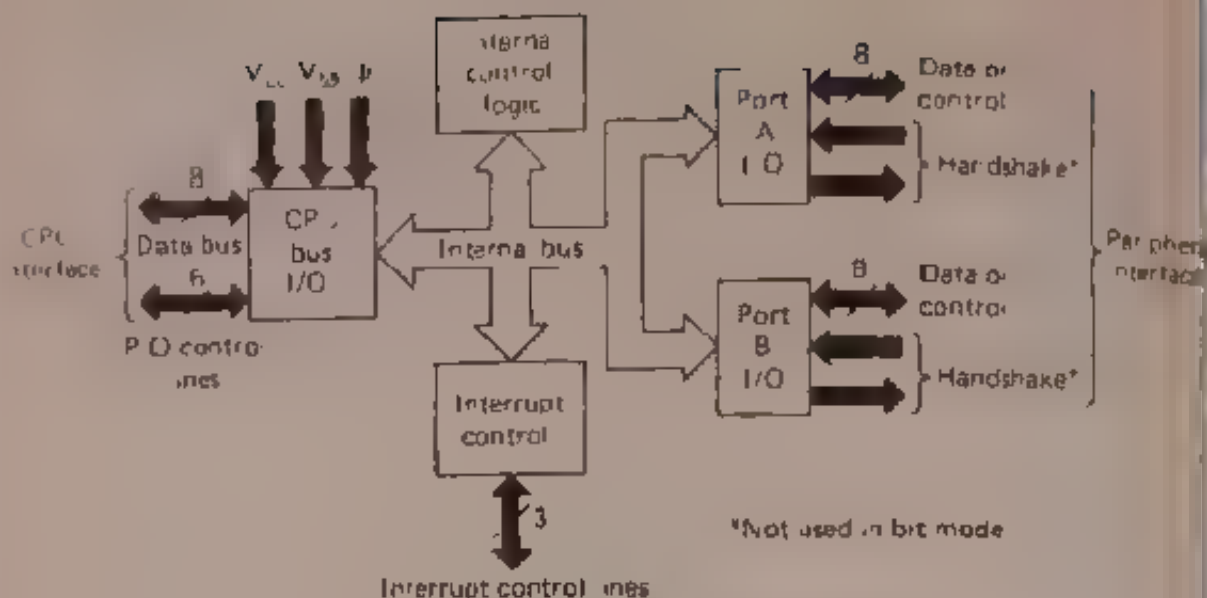 Internal
control
logic
8
Data or
control
Port
A
I/O
Handshake*
8
CPU
interface
Data bus
6
CPU
bus
I/O
Internal bus
Peripheral
interface
PIO control
lines
8
Data or
control
Port
B
I/O
Handshake*
Interrupt
control
3
*Not used in bit mode
Interrupt control lines